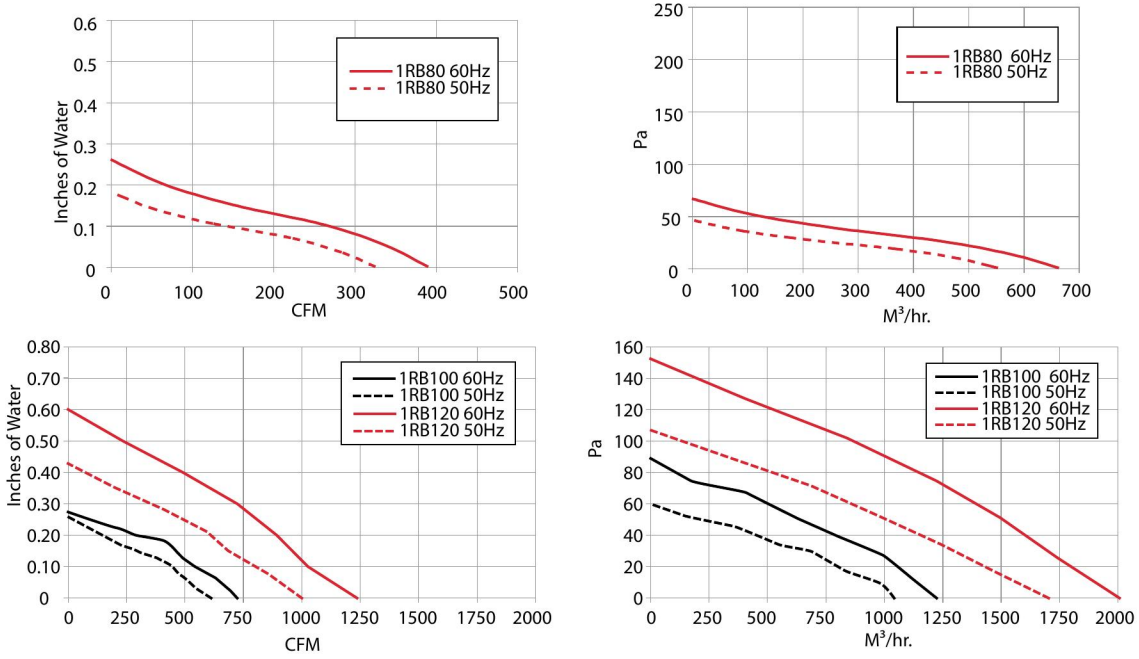 0.6
0.5
0.4
0.3
0.2
0.1
0
Inches of Water
1RB80 60Hz
1RB80 50Hz
0 100 200 300 400 500
CFM
250
200
150
100
50
0
Pa
1RB80 60Hz
1RB80 50Hz
0 100 200 300 400 500 600 700
M³/hr.
0.80
0.70
0.60
0.50
0.40
0.30
0.20
0.10
0
Inches of Water
1RB100 60Hz
1RB100 50Hz
1RB120 60Hz
1RB120 50Hz
0 250 500 750 1000 1250 1500 1750 2000
CFM
160
140
120
100
80
60
40
20
0
Pa
1RB100 60Hz
1RB100 50Hz
1RB120 60Hz
1RB120 50Hz
0 250 500 750 1000 1250 1500 1750 2000
M³/hr.